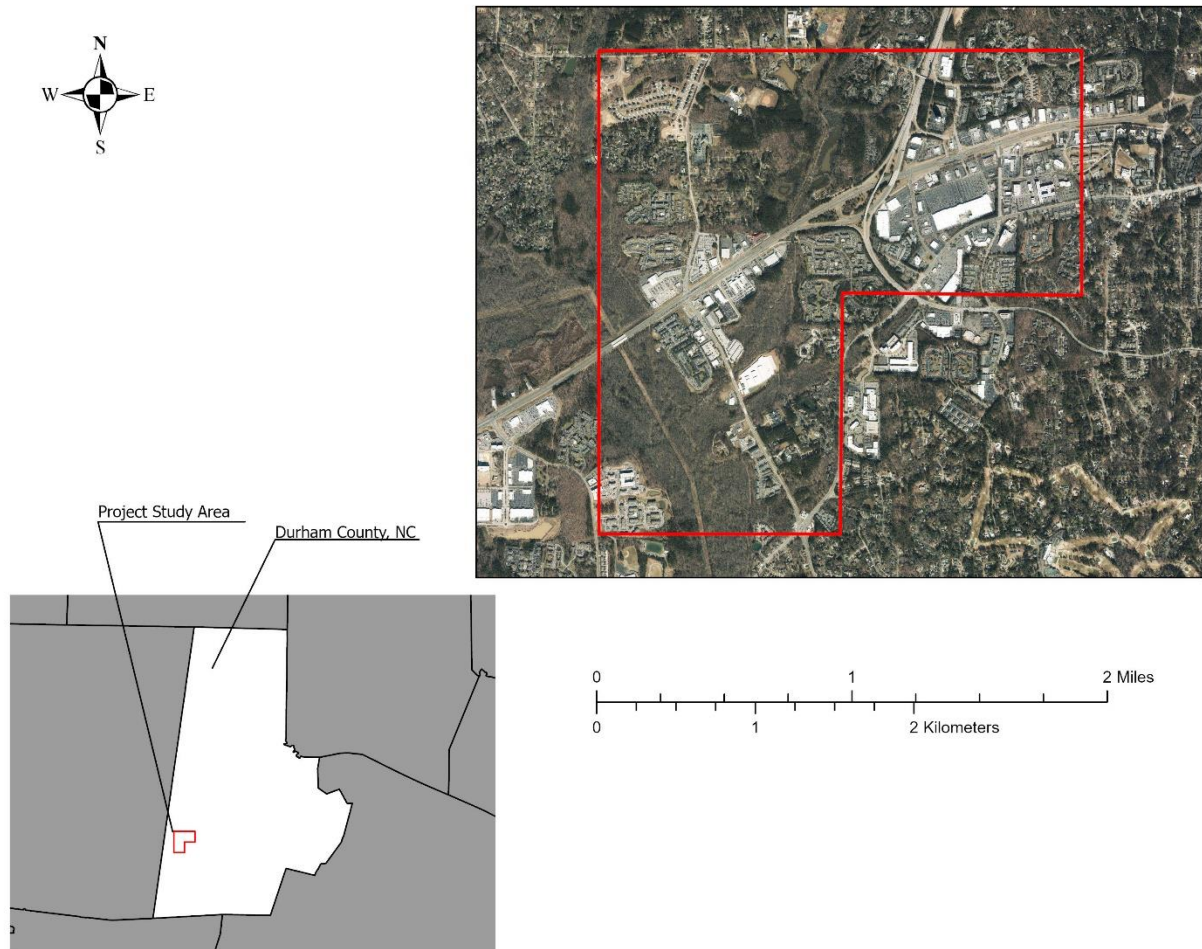 N
W E
S
Project Study Area
Durham County, NC
0 1 2 Miles
0 1 2 Kilometers